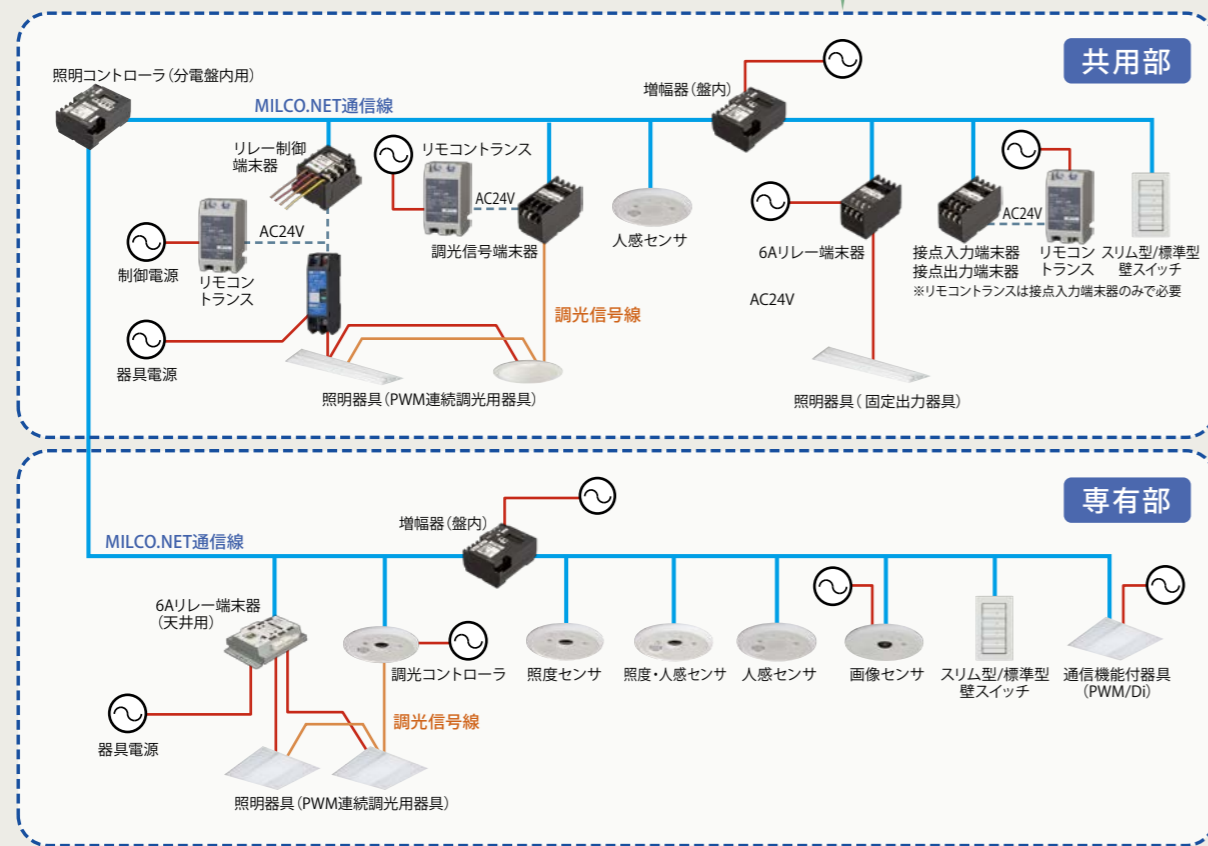 共用部
照明コントローラ(分電盤内用)
増幅器(盤内)
MILCO.NET通信線
リレー制御
端末器
リモコントランス
AC24V
調光信号端末器
人感センサ
AC24V
制御電源
リモコン
トランス
6Aリレー端末器
接点入力端末器
接点出力端末器
AC24V
リモコン
トランス
スリム型/標準型
壁スイッチ
※リモコントランスは接点入力端末器のみで必要
AC24V
調光信号線
器具電源
照明器具(PWM連続調光用器具)
照明器具(固定出力器具)
専有部
増幅器(盤内)
MILCO.NET通信線
6Aリレー端末器
(天井用)
調光コントローラ
照度センサ
照度・人感センサ
人感センサ
画像センサ
スリム型/標準型
壁スイッチ
通信機能付器具
(PWM/Di)
調光信号線
器具電源
照明器具(PWM連続調光用器具)